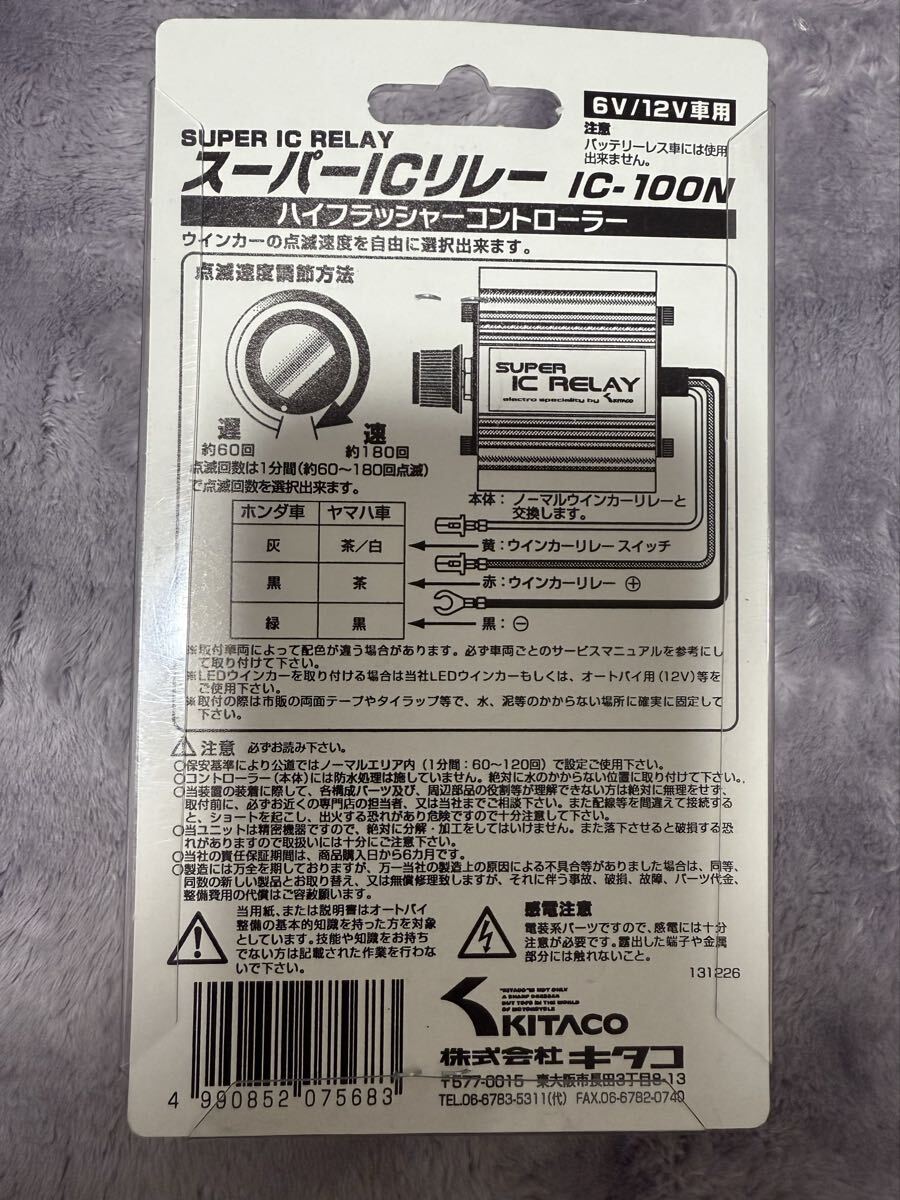 6V/12V車用
注意
バッテリーレス車には使用
出来ません。
SUPER IC RELAY
スーパーICリレー IC-100N
ハイフラッシャーコントローラー
ウインカーの点滅速度を自由に選択出来ます。
点滅速度調節方法
遅 速
約60回 約180回
点滅回数は1分間(約60〜180回点滅)
で点滅回数を選択出来ます。
SUPER
IC RELAY
electro speciality by KITACO
本体：ノーマルウインカーリレーと
交換します。
ホンダ車 ヤマハ車
灰 茶/白 黄：ウインカーリレースイッチ
黒 茶 赤：ウインカーリレー ⊕
緑 黒 黒：⊖
※取付車両によって配色が違う場合があります。必ず車両ごとのサービスマニュアルを参考にし
て取り付けて下さい。
※LEDウインカーを取り付ける場合は当社LEDウインカーもしくは、オートバイ用(12V)等を
ご使用下さい。
※取付の際は市販の両面テープやタイラップ等で、水、泥等のかからない場所に確実に固定して
下さい。
注意 必ずお読み下さい。
○保安基準により公道ではノーマルエリア内(1分間：60〜120回)で設定ご使用下さい。
○コントローラー(本体)には防水処理は施していません。絶対に水のかからない位置に取り付けて下さい。
○当装置の装着に際して、各構成パーツ及び、周辺部品の役割等が理解できない方は絶対に無理をせず、
取付前に、必ずお近くの専門店の担当者、又は当社までご相談下さい。また配線等を間違えて接続する
と、ショートを起こし、出火する恐れがあり危険ですので十分注意して下さい。
○当ユニットは精密機器ですので、絶対に分解・加工をしてはいけません。また落下させると破損する恐
れがありますので取扱いには十分にご注意下さい。
○当社の責任保証期間は、商品購入日から6カ月です。
○製造には万全を期しておりますが、万一当社の製造上の原因による不具合等がありました場合は、同等、
同数の新しい製品とお取り替え、又は無償修理致しますが、それに伴う事故、破損、故障、パーツ代金、
整備費用の代償はご容赦願います。
当用紙、または説明書はオートバイ
整備の基本的知識を持った方を対象
としています。技能や知識をお持ち
でない方は記載された作業を行わな
いで下さい。
感電注意
電装系パーツですので、感電には十分
注意が必要です。露出した端子や金属
部分には触れないこと。
131226
"KITACO"IS NOT ONLY
A SHARP DRESSER
BUT TOPS IN THE WORLD
OF MOTORCYCLE
KITACO
株式会社 キタコ
〒577-0015 東大阪市長田3丁目8-13
TEL.06-6783-5311(代) FAX.06-6782-0740
4 990852 075683